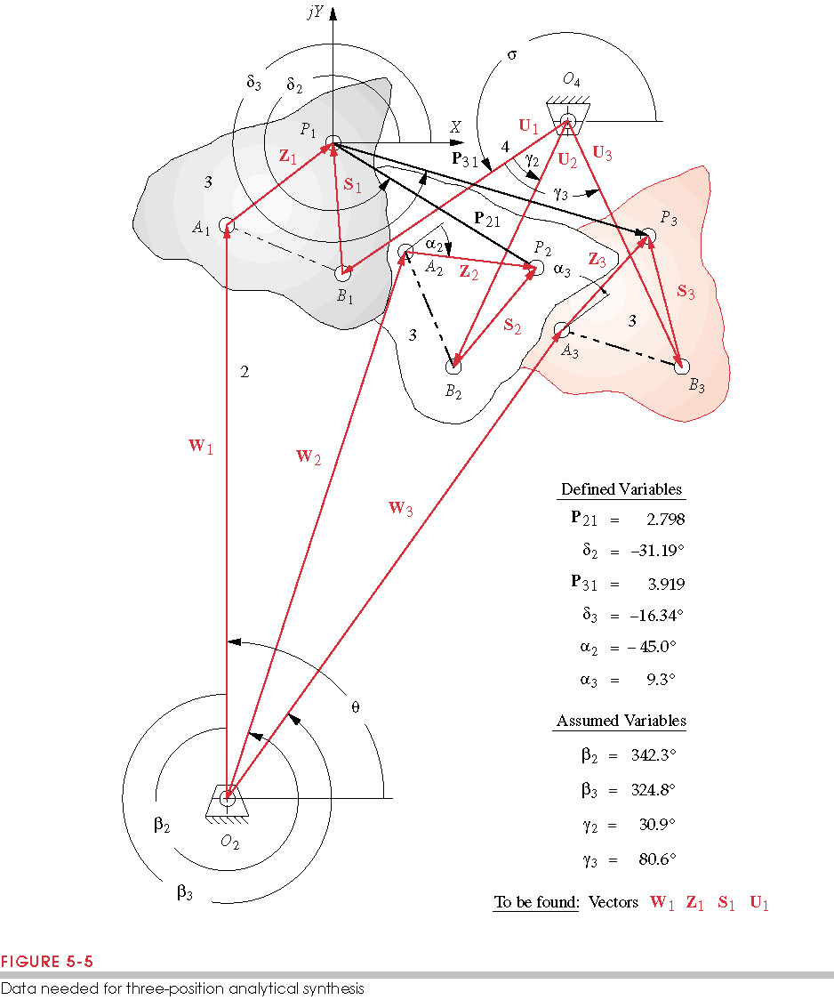 jY
σ
δ3 δ2
O4
P1 X U1
Z1 P31 4 γ2 U2 U3
3 S1 γ3
A1 P21 P3
α2 A2 P2 Z3
Z2 α3
B1 S3
S2
3 A3 3
B2 B3
2
W1 W2
W3
Defined Variables
P21 = 2.798
δ2 = –31.19°
P31 = 3.919
δ3 = –16.34°
α2 = – 45.0°
α3 = 9.3°
θ
Assumed Variables
β2 = 342.3°
β3 = 324.8°
γ2 = 30.9°
γ3 = 80.6°
β2
O2
β3
To be found: Vectors W1 Z1 S1 U1
FIGURE 5-5
Data needed for three-position analytical synthesis